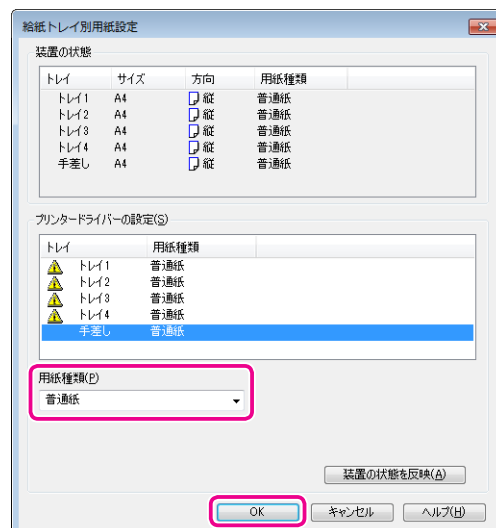 給紙トレイ別用紙設定
装置の状態
トレイ サイズ 方向 用紙種類
トレイ1 A4 縦 普通紙
トレイ2 A4 縦 普通紙
トレイ3 A4 縦 普通紙
トレイ4 A4 縦 普通紙
手差し A4 縦 普通紙
プリンタードライバーの設定(S)
トレイ 用紙種類
トレイ1 普通紙
トレイ2 普通紙
トレイ3 普通紙
トレイ4 普通紙
手差し 普通紙
用紙種類(P)
普通紙
装置の状態を反映(A)
OK キャンセル ヘルプ(H)